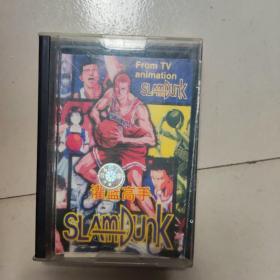 From TV
animation
SLAMDUNK
灌篮高手
SLAMDUNK